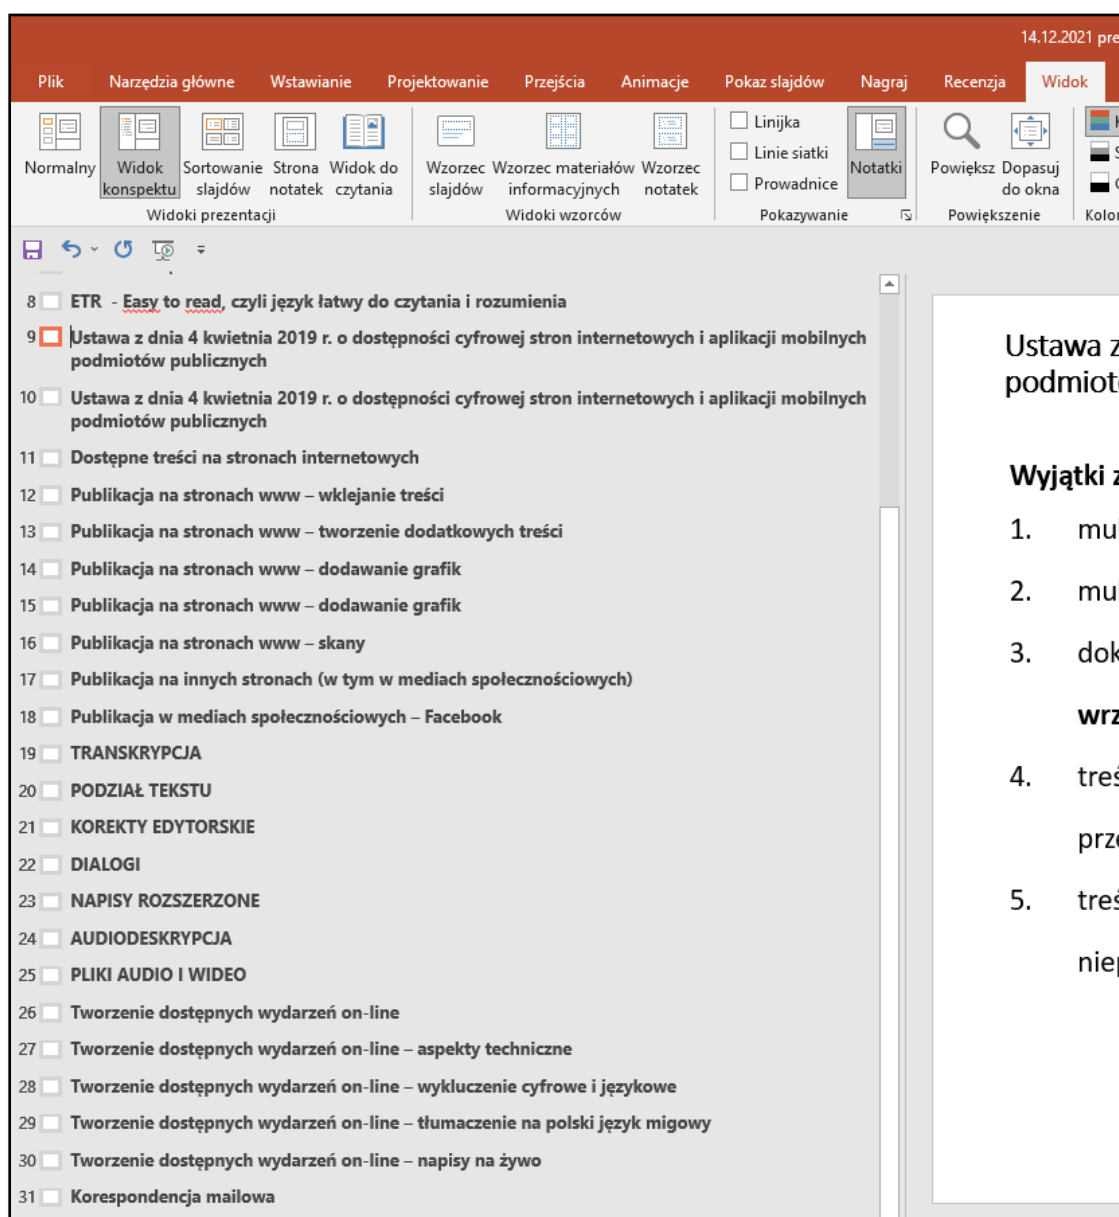 14.12.2021 pre
Plik Narzędzia główne Wstawianie Projektowanie Przejścia Animacje Pokaz slajdów Nagraj Recenzja Widok
Normalny
Widok konspektu
Sortowanie slajdów
Strona notatek
Widok do czytania
Widoki prezentacji
Wzorzec slajdów
Wzorzec materiałów informacyjnych
Wzorzec notatek
Widoki wzorców
Linijka
Linie siatki
Prowadnice
Pokazywanie
Notatki
Powiększ
Dopasuj do okna
Powiększenie
Kolor
8 ETR - Easy to read, czyli język łatwy do czytania i rozumienia
9 Ustawa z dnia 4 kwietnia 2019 r. o dostępności cyfrowej stron internetowych i aplikacji mobilnych
podmiotów publicznych
10 Ustawa z dnia 4 kwietnia 2019 r. o dostępności cyfrowej stron internetowych i aplikacji mobilnych
podmiotów publicznych
11 Dostępne treści na stronach internetowych
12 Publikacja na stronach www – wklejanie treści
13 Publikacja na stronach www – tworzenie dodatkowych treści
14 Publikacja na stronach www – dodawanie grafik
15 Publikacja na stronach www – dodawanie grafik
16 Publikacja na stronach www – skany
17 Publikacja na innych stronach (w tym w mediach społecznościowych)
18 Publikacja w mediach społecznościowych – Facebook
19 TRANSKRYPCJA
20 PODZIAŁ TEKSTU
21 KOREKTY EDYTORSKIE
22 DIALOGI
23 NAPISY ROZSZERZONE
24 AUDIODESKRYPCJA
25 PLIKI AUDIO I WIDEO
26 Tworzenie dostępnych wydarzeń on-line
27 Tworzenie dostępnych wydarzeń on-line – aspekty techniczne
28 Tworzenie dostępnych wydarzeń on-line – wykluczenie cyfrowe i językowe
29 Tworzenie dostępnych wydarzeń on-line – tłumaczenie na polski język migowy
30 Tworzenie dostępnych wydarzeń on-line – napisy na żywo
31 Korespondencja mailowa
Ustawa z
podmiot
Wyjątki z
1. mul
2. mul
3. dok
wrz
4. treś
prze
5. treś
niep